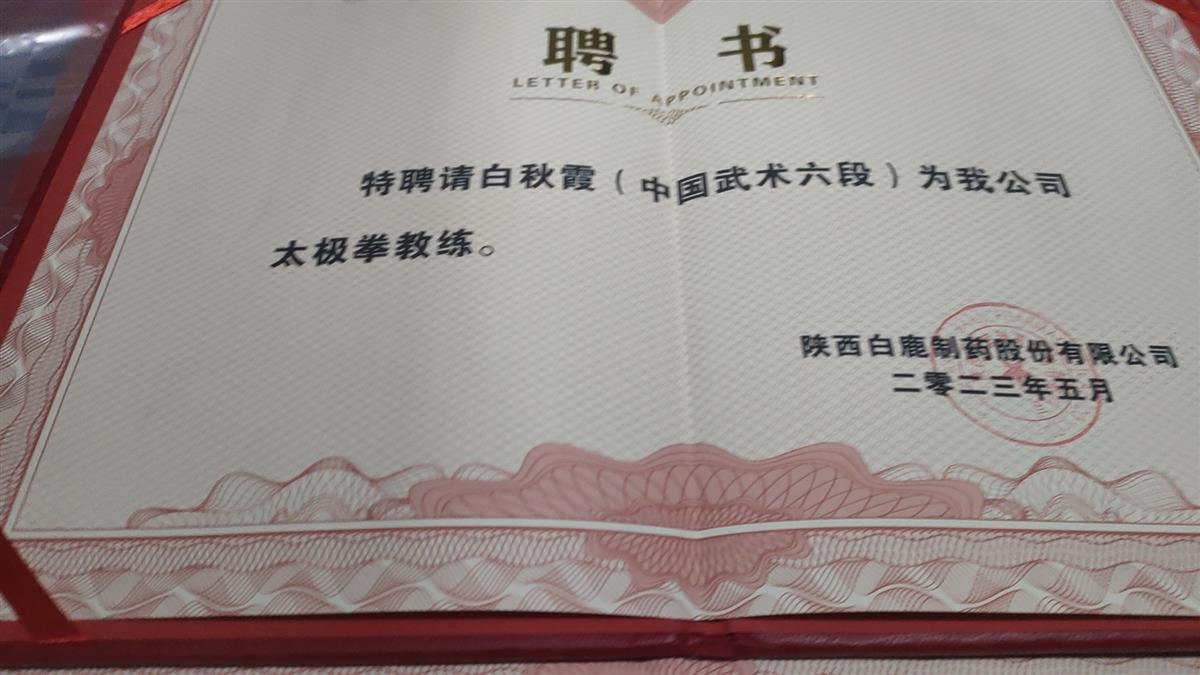 聘 书
LETTER OF APPOINTMENT
特聘请白秋霞（中国武术六段）为我公司
太极拳教练。
陕西白鹿制药股份有限公司
二零二三年五月